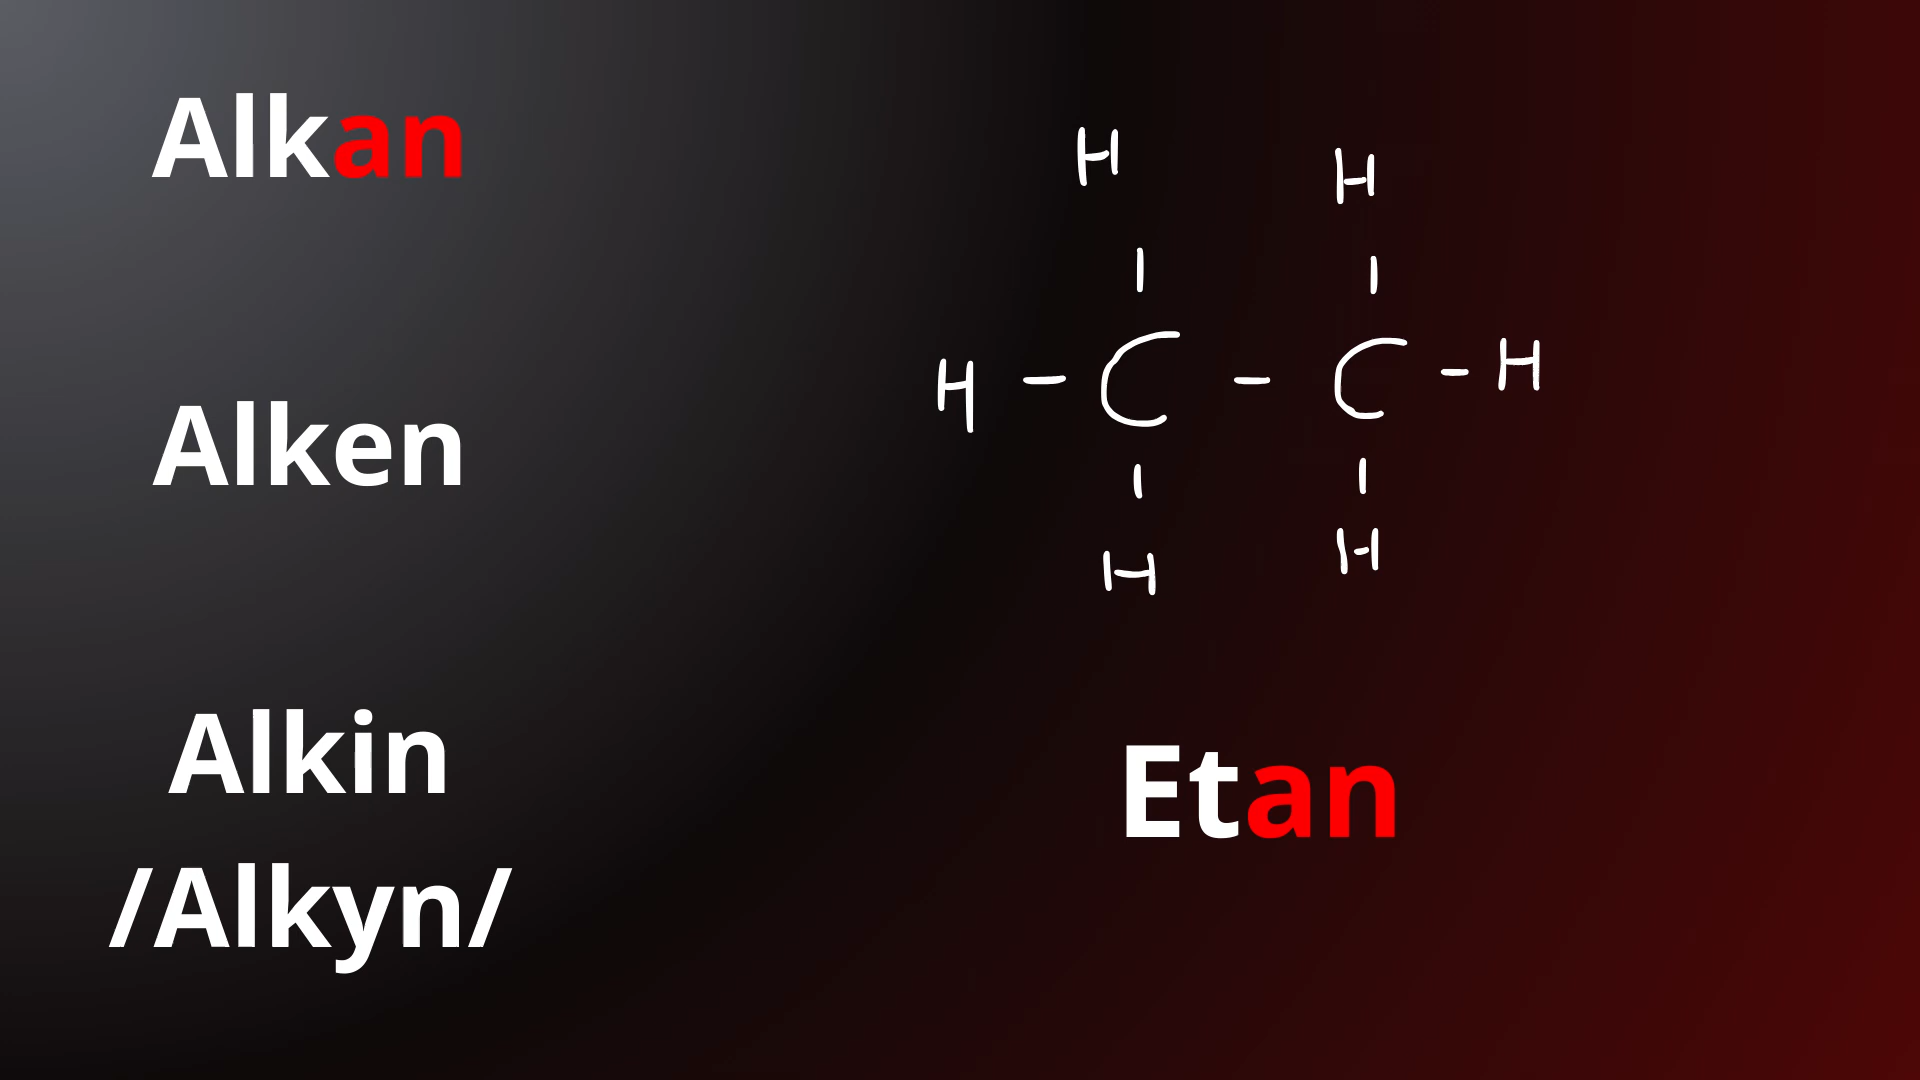 Alkan
Alken
Alkin
/Alkyn/
H H
| |
H - C - C - H
| |
H H
Etan